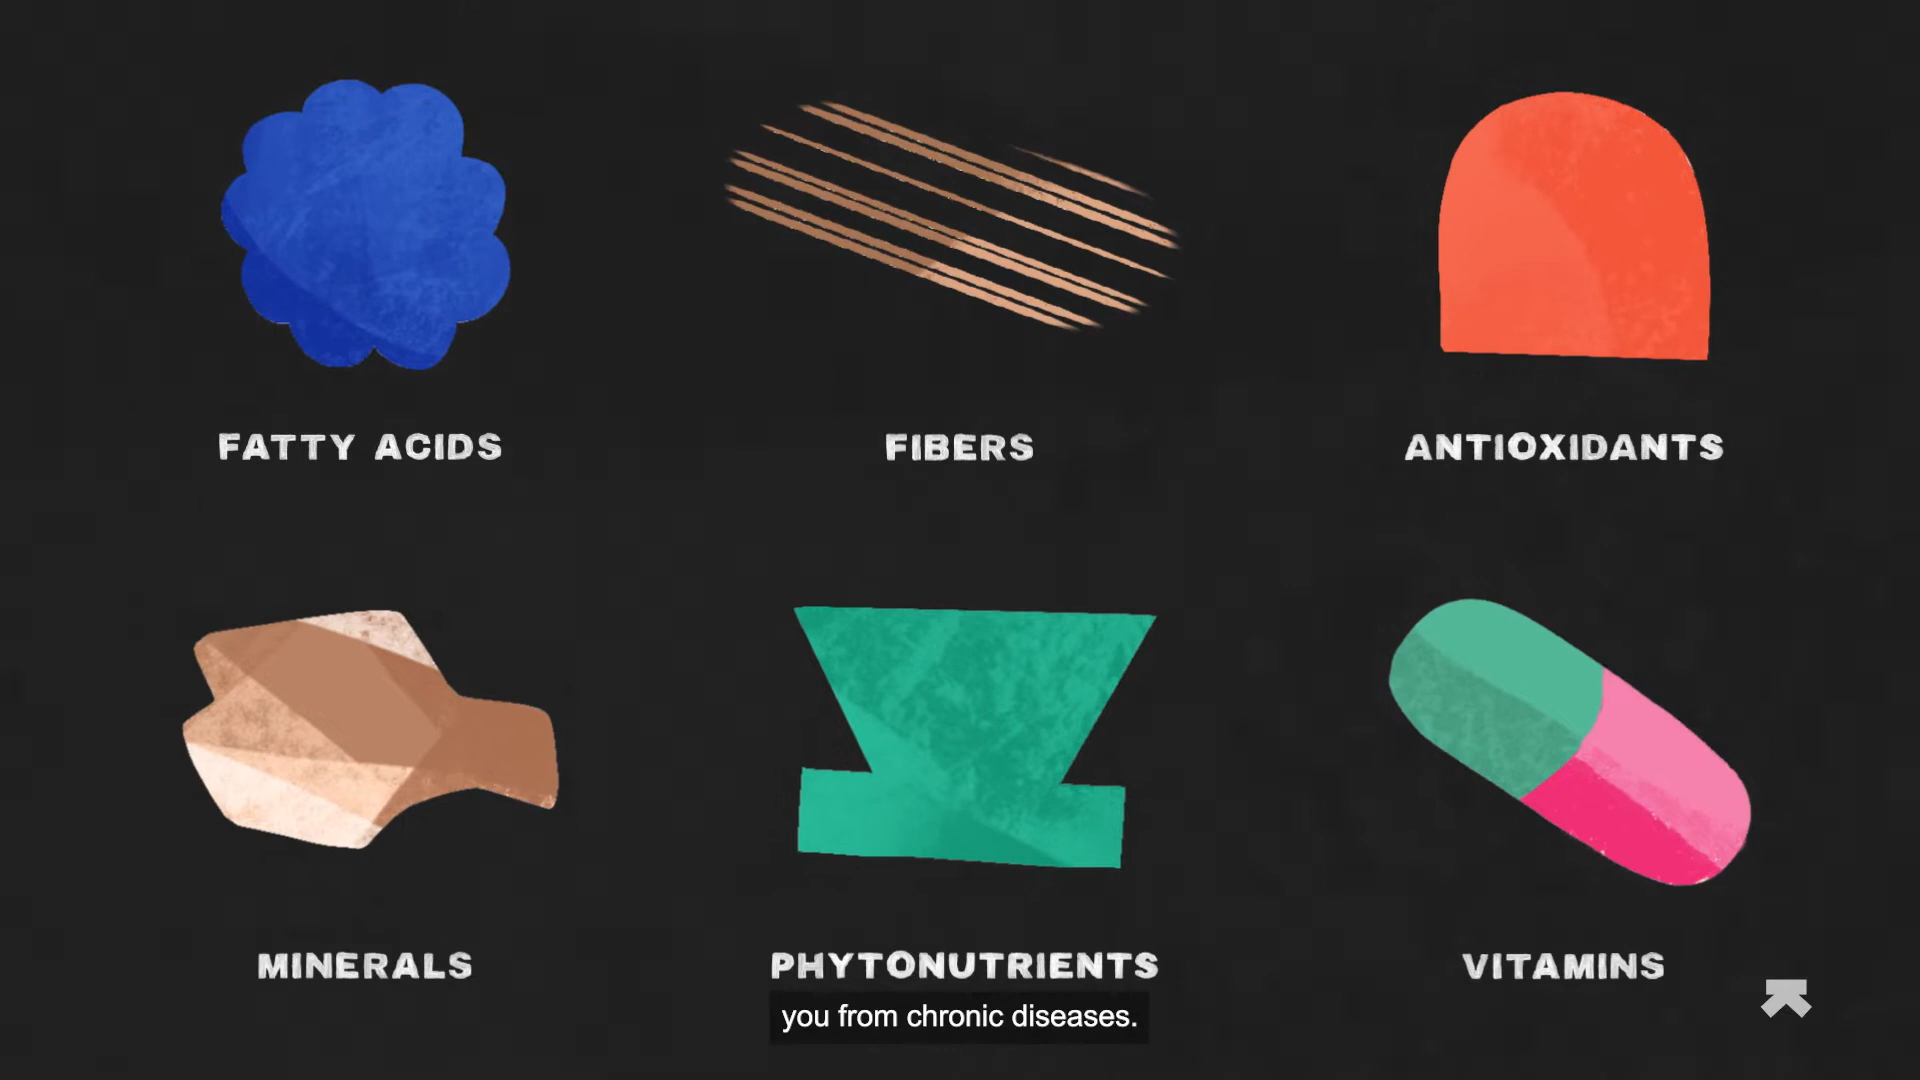 FATTY ACIDS
FIBERS
ANTIOXIDANTS
MINERALS
PHYTONUTRIENTS
VITAMINS
you from chronic diseases.